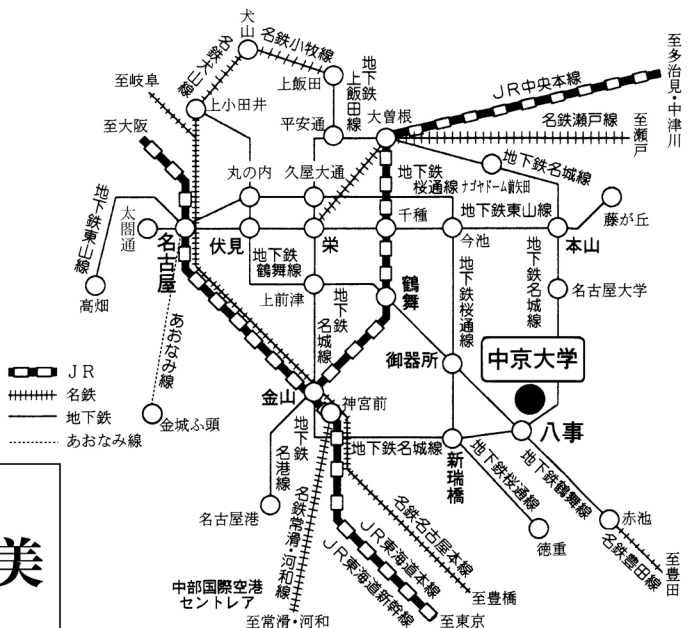 犬山
名鉄小牧線
名鉄犬山線
地下鉄上飯田線
上飯田
至岐阜
上小田井
至大阪
平安通
大曽根
JR中央本線
至多治見・中津川
名鉄瀬戸線
至瀬戸
丸の内
久屋大通
地下鉄桜通線
ナゴヤドーム前矢田
地下鉄名城線
地下鉄東山線
太閤通
名古屋
伏見
地下鉄鶴舞線
栄
千種
地下鉄東山線
今池
本山
藤が丘
高畑
あおなみ線
上前津
地下鉄名城線
鶴舞
地下鉄桜通線
地下鉄名城線
名古屋大学
御器所
中京大学
JR
名鉄
地下鉄
あおなみ線
金城ふ頭
金山
神宮前
地下鉄名港線
地下鉄名城線
新瑞橋
八事
地下鉄桜通線
地下鉄鶴舞線
名古屋港
名鉄常滑・河和線
名鉄名古屋本線
徳重
赤池
名鉄豊田線
至豊田
JR東海道本線
JR東海道新幹線
中部国際空港
セントレア
至常滑・河和
至東京
至豊橋
美